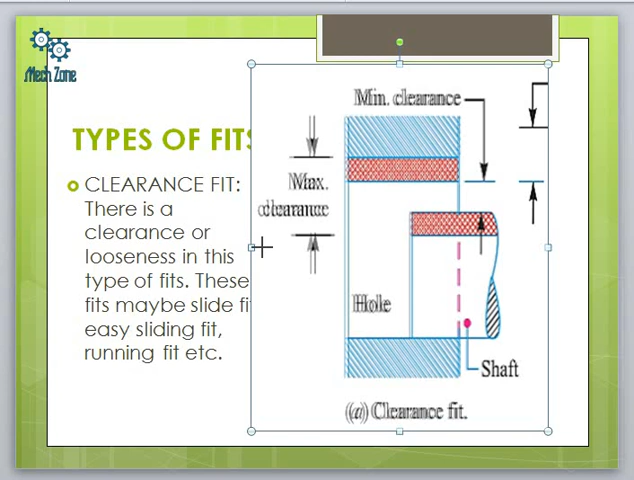 Mech Zone
TYPES OF FITS
CLEARANCE FIT:
There is a
clearance or
looseness in this
type of fits. These
fits maybe slide fi
easy sliding fit,
running fit etc.
Min. clearance
Max.
clearance
Hole
Shaft
(a) Clearance fit.